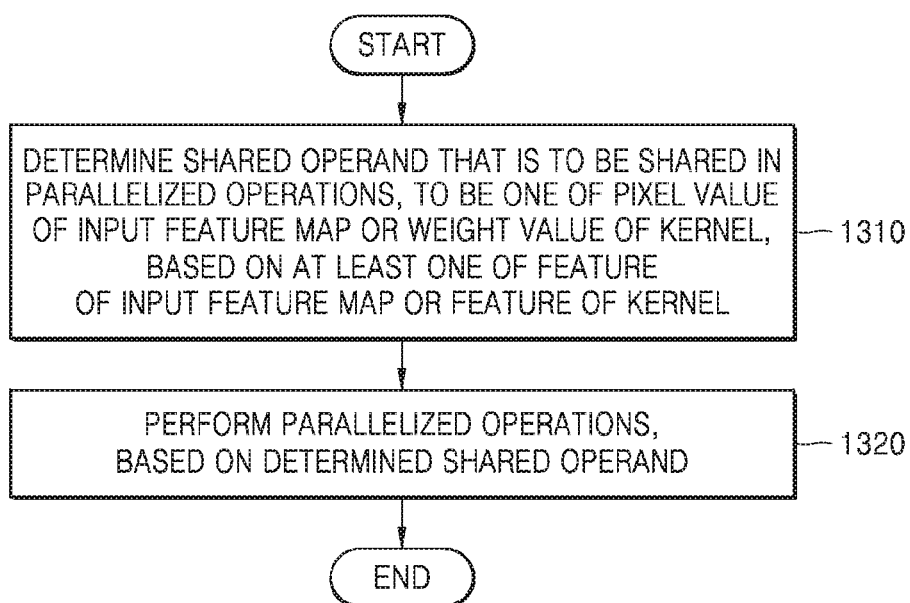 START
DETERMINE SHARED OPERAND THAT IS TO BE SHARED IN
PARALLELIZED OPERATIONS, TO BE ONE OF PIXEL VALUE
OF INPUT FEATURE MAP OR WEIGHT VALUE OF KERNEL,
BASED ON AT LEAST ONE OF FEATURE
OF INPUT FEATURE MAP OR FEATURE OF KERNEL
1310
PERFORM PARALLELIZED OPERATIONS,
BASED ON DETERMINED SHARED OPERAND
1320
END